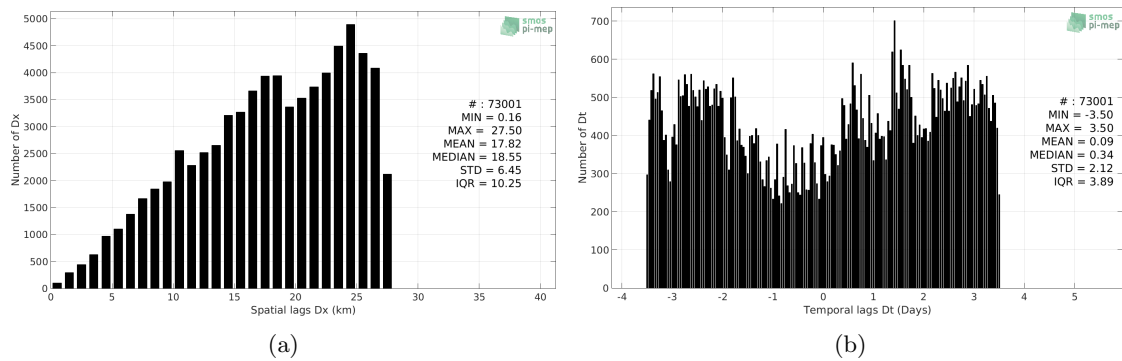 5000
4500
4000
3500
3000
2500
2000
1500
1000
500
0
Number of Dx
0 5 10 15 20 25 30 35 40
Spatial lags Dx (km)
smos
pi-mep
# : 73001
MIN = 0.16
MAX = 27.50
MEAN = 17.82
MEDIAN = 18.55
STD = 6.45
IQR = 10.25
(a)
700
600
500
400
300
200
100
0
Number of Dt
-4 -3 -2 -1 0 1 2 3 4 5
Temporal lags Dt (Days)
smos
pi-mep
# : 73001
MIN = -3.50
MAX = 3.50
MEAN = 0.09
MEDIAN = 0.34
STD = 2.12
IQR = 3.89
(b)